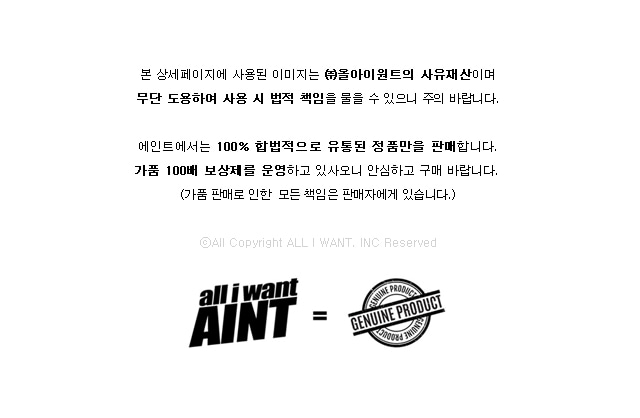 본 상세페이지에 사용된 이미지는 ㈜올아이원트의 사유재산이며
무단 도용하여 사용 시 법적 책임을 물을 수 있으니 주의 바랍니다.
에인트에서는 100% 합법적으로 유통된 정품만을 판매합니다.
가품 100배 보상제를 운영하고 있사오니 안심하고 구매 바랍니다.
(가품 판매로 인한 모든 책임은 판매자에게 있습니다.)
ⓒAll Copyright ALL I WANT. INC Reserved
all i want
AINT
=
GENUINE PRODUCT
GENUINE PRODUCT
GENUINE PRODUCT